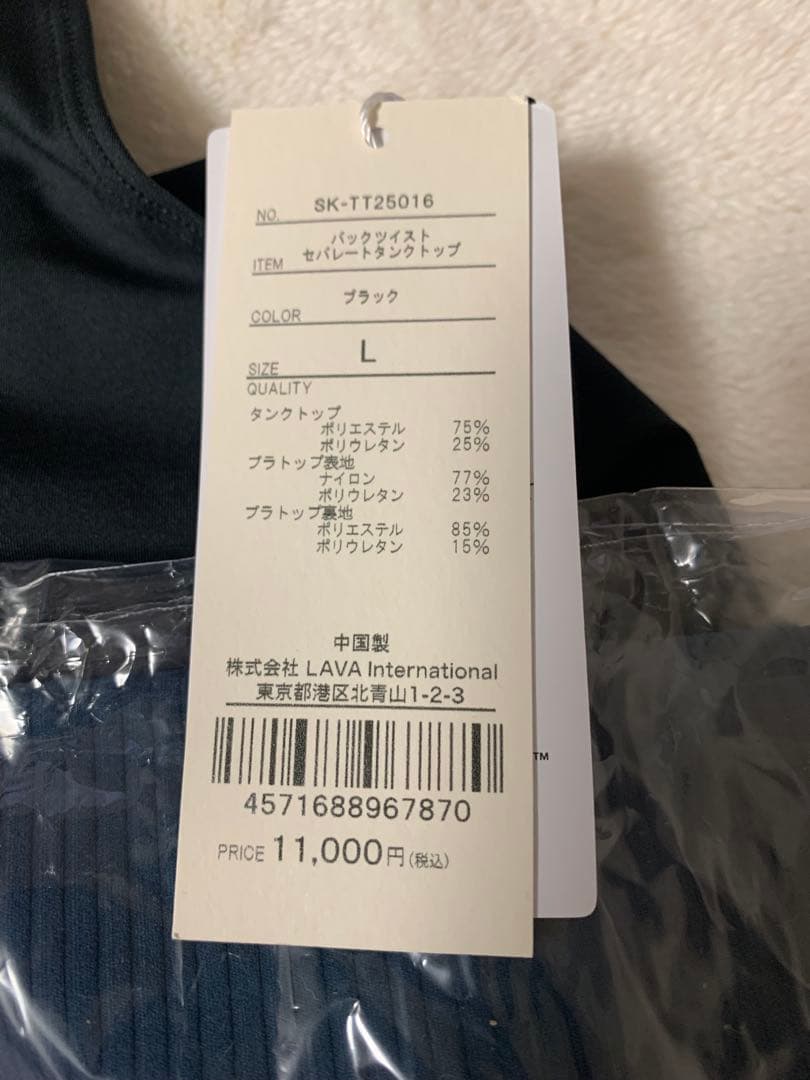 NO. SK-TT25016
バックツイスト
ITEM セパレートタンクトップ
COLOR ブラック
SIZE L
QUALITY
タンクトップ
ポリエステル 75%
ポリウレタン 25%
ブラトップ表地
ナイロン 77%
ポリウレタン 23%
ブラトップ裏地
ポリエステル 85%
ポリウレタン 15%
中国製
株式会社 LAVA International
東京都港区北青山1-2-3
4571688967870
PRICE 11,000円(税込)
TM